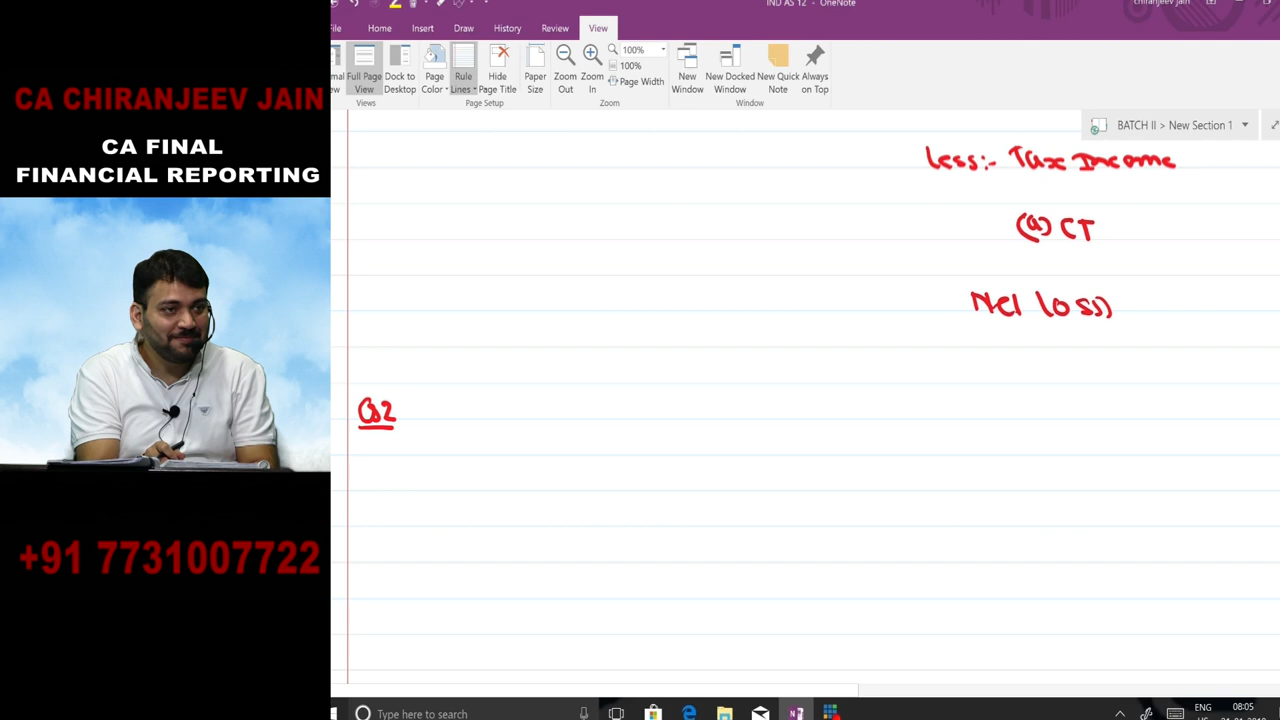 CA CHIRANJEEV JAIN
CA FINAL
FINANCIAL REPORTING
+91 7731007722
IND AS 12 - OneNote
chiranjeev jain
Home Insert Draw History Review View
Full Page View
Dock to Desktop
Page Color
Rule Lines
Hide Page Title
Paper Size
Zoom Out
Zoom In
100%
100%
Page Width
New Window
New Docked Window
New Quick Note
Always on Top
Views Page Setup Zoom Window
BATCH II > New Section 1
Less:- Tax Income
(a) CT
Net loss
Type here to search
ENG 08:05